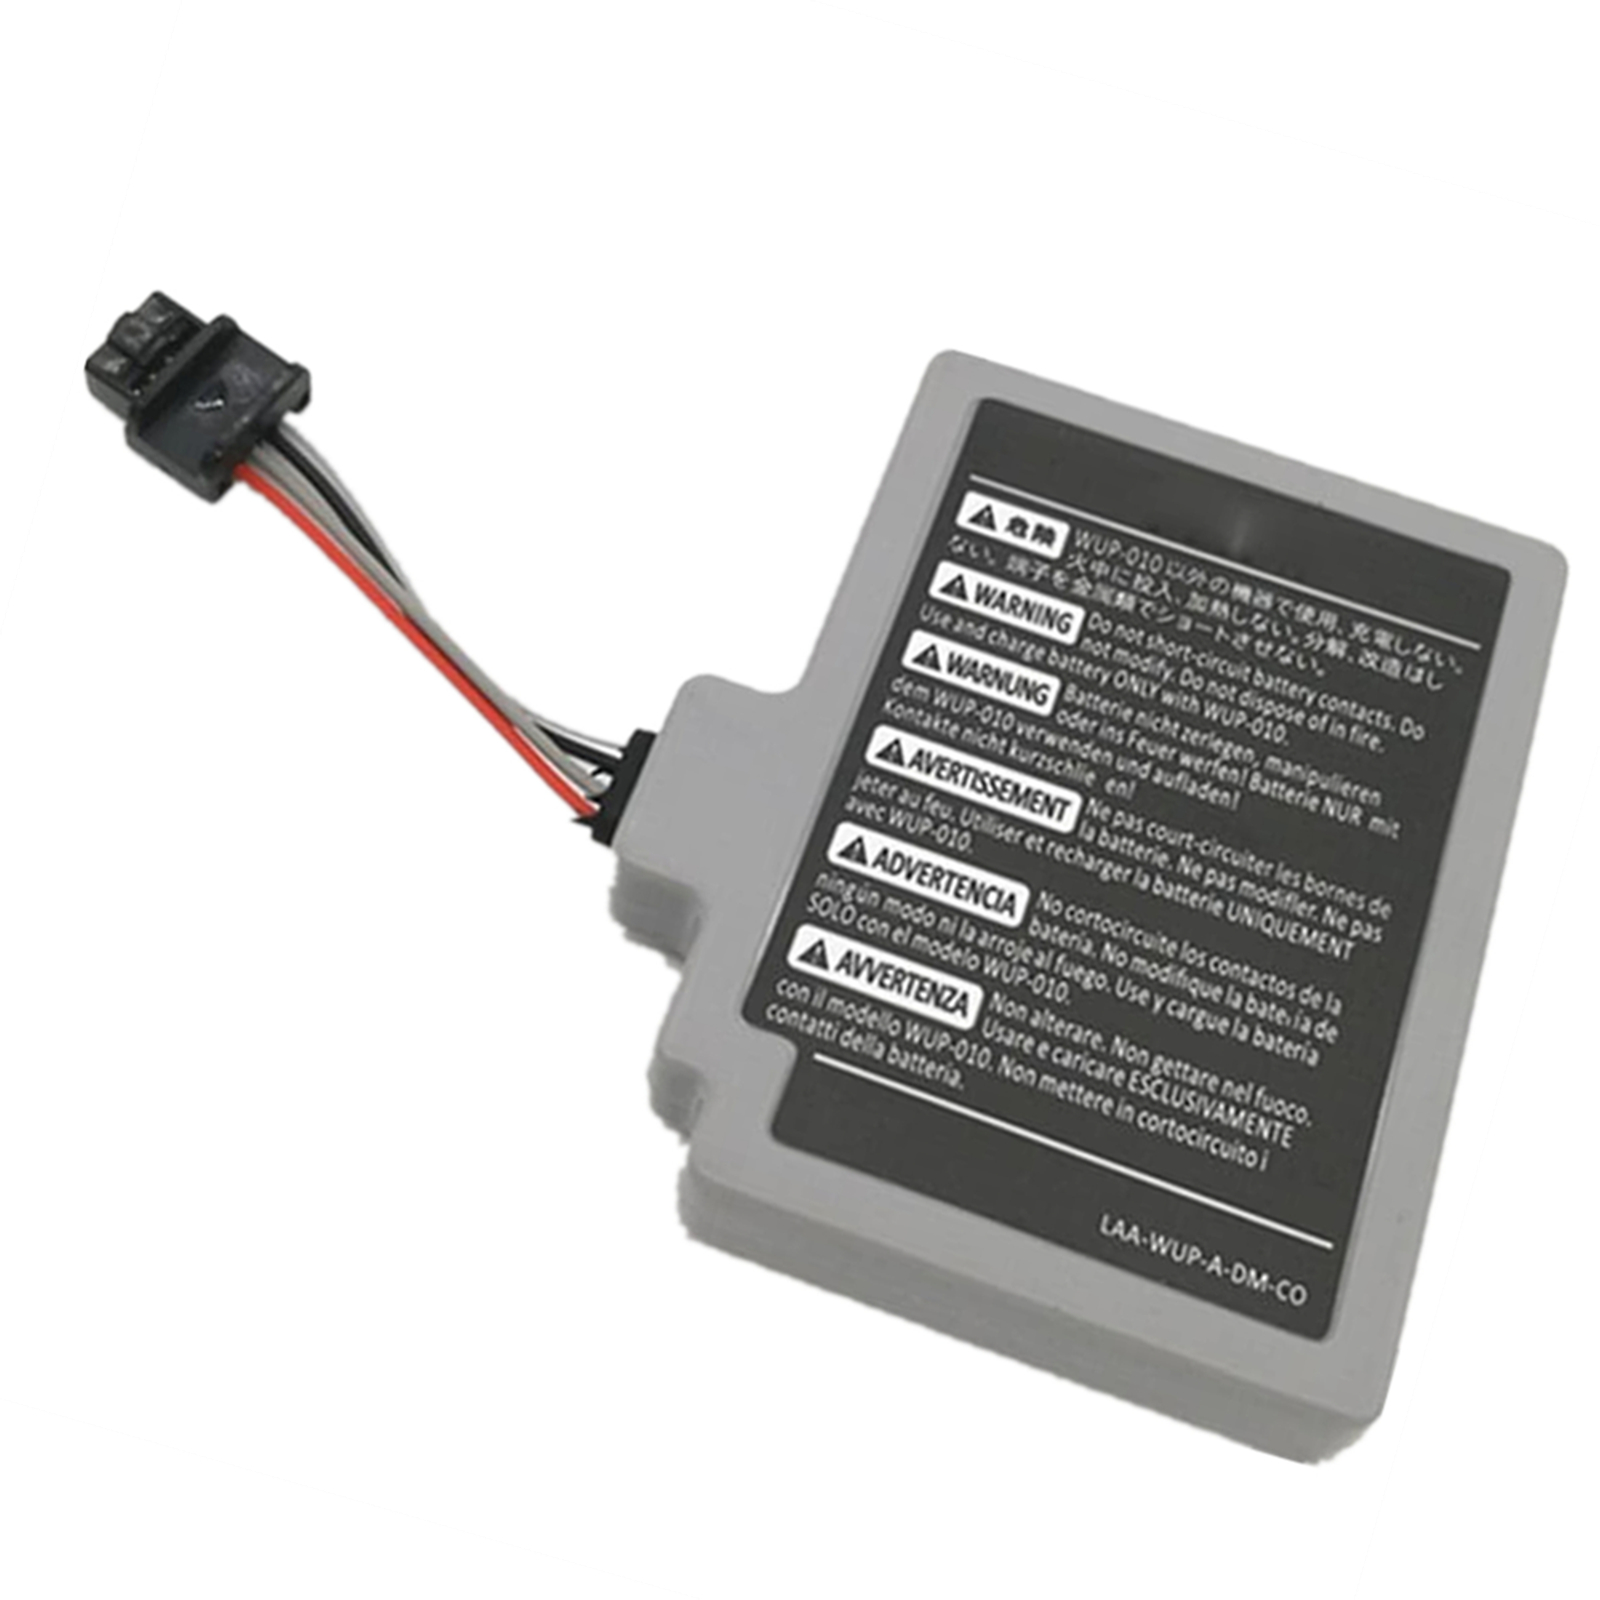 ⚠ 危険 WUP-010 以外の機器で使用、充電しない。
火中に投入、加熱しない。分解、改造はし
ない。端子を金属類でショートさせない。
⚠ WARNING Do not short-circuit battery contacts. Do
not modify. Do not dispose of in fire.
Use and charge battery ONLY with WUP-010.
⚠ WARNUNG Batterie nicht zerlegen, manipulieren
oder ins Feuer werfen! Batterie NUR mit
dem WUP-010 verwenden und aufladen!
Kontakte nicht kurzschlie en!
⚠ AVERTISSEMENT Ne pas court-circuiter les bornes de
la batterie. Ne pas modifier. Ne pas
jeter au feu. Utiliser et recharger la batterie UNIQUEMENT
avec WUP-010.
⚠ ADVERTENCIA No cortocircuite los contactos de la
batería. No modifique la batería de
ningún modo ni la arroje al fuego. Use y cargue la batería
SOLO con el modelo WUP-010.
⚠ AVVERTENZA Non alterare. Non gettare nel fuoco.
Usare e caricare ESCLUSIVAMENTE
con il modello WUP-010. Non mettere in cortocircuito i
contatti della batteria.
LAA-WUP-A-DM-CO